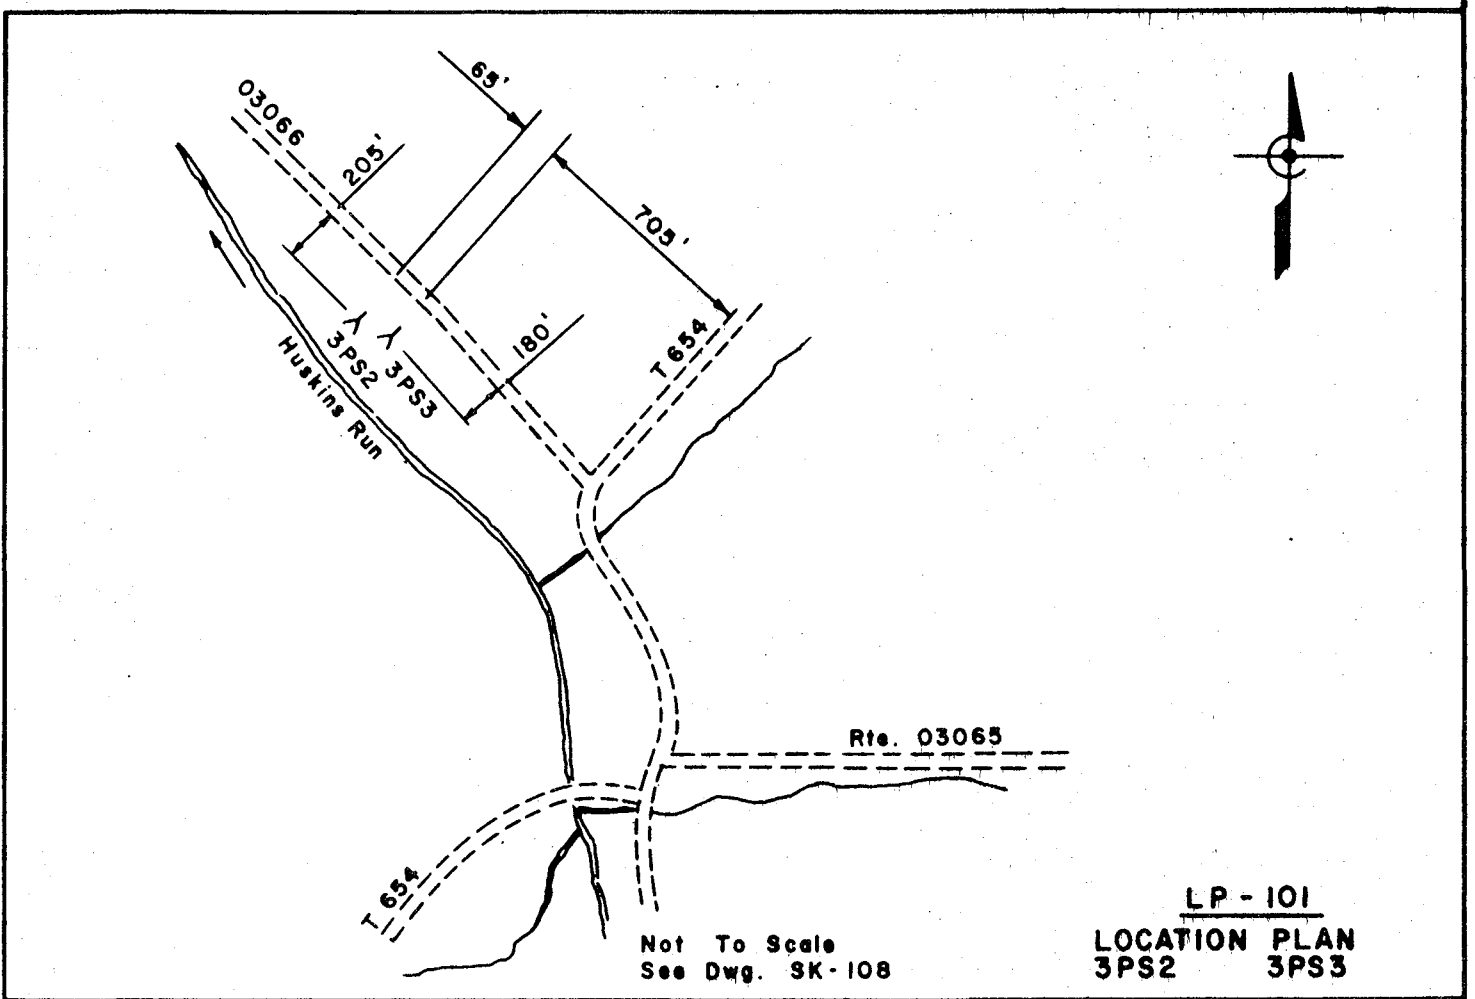 65'
03066
205'
705'
180'
T 654
3PS2
3PS3
Huskins Run
Rte. 03065
T 654
Not To Scale
See Dwg. SK-108
LP-101
LOCATION PLAN
3PS2 3PS3